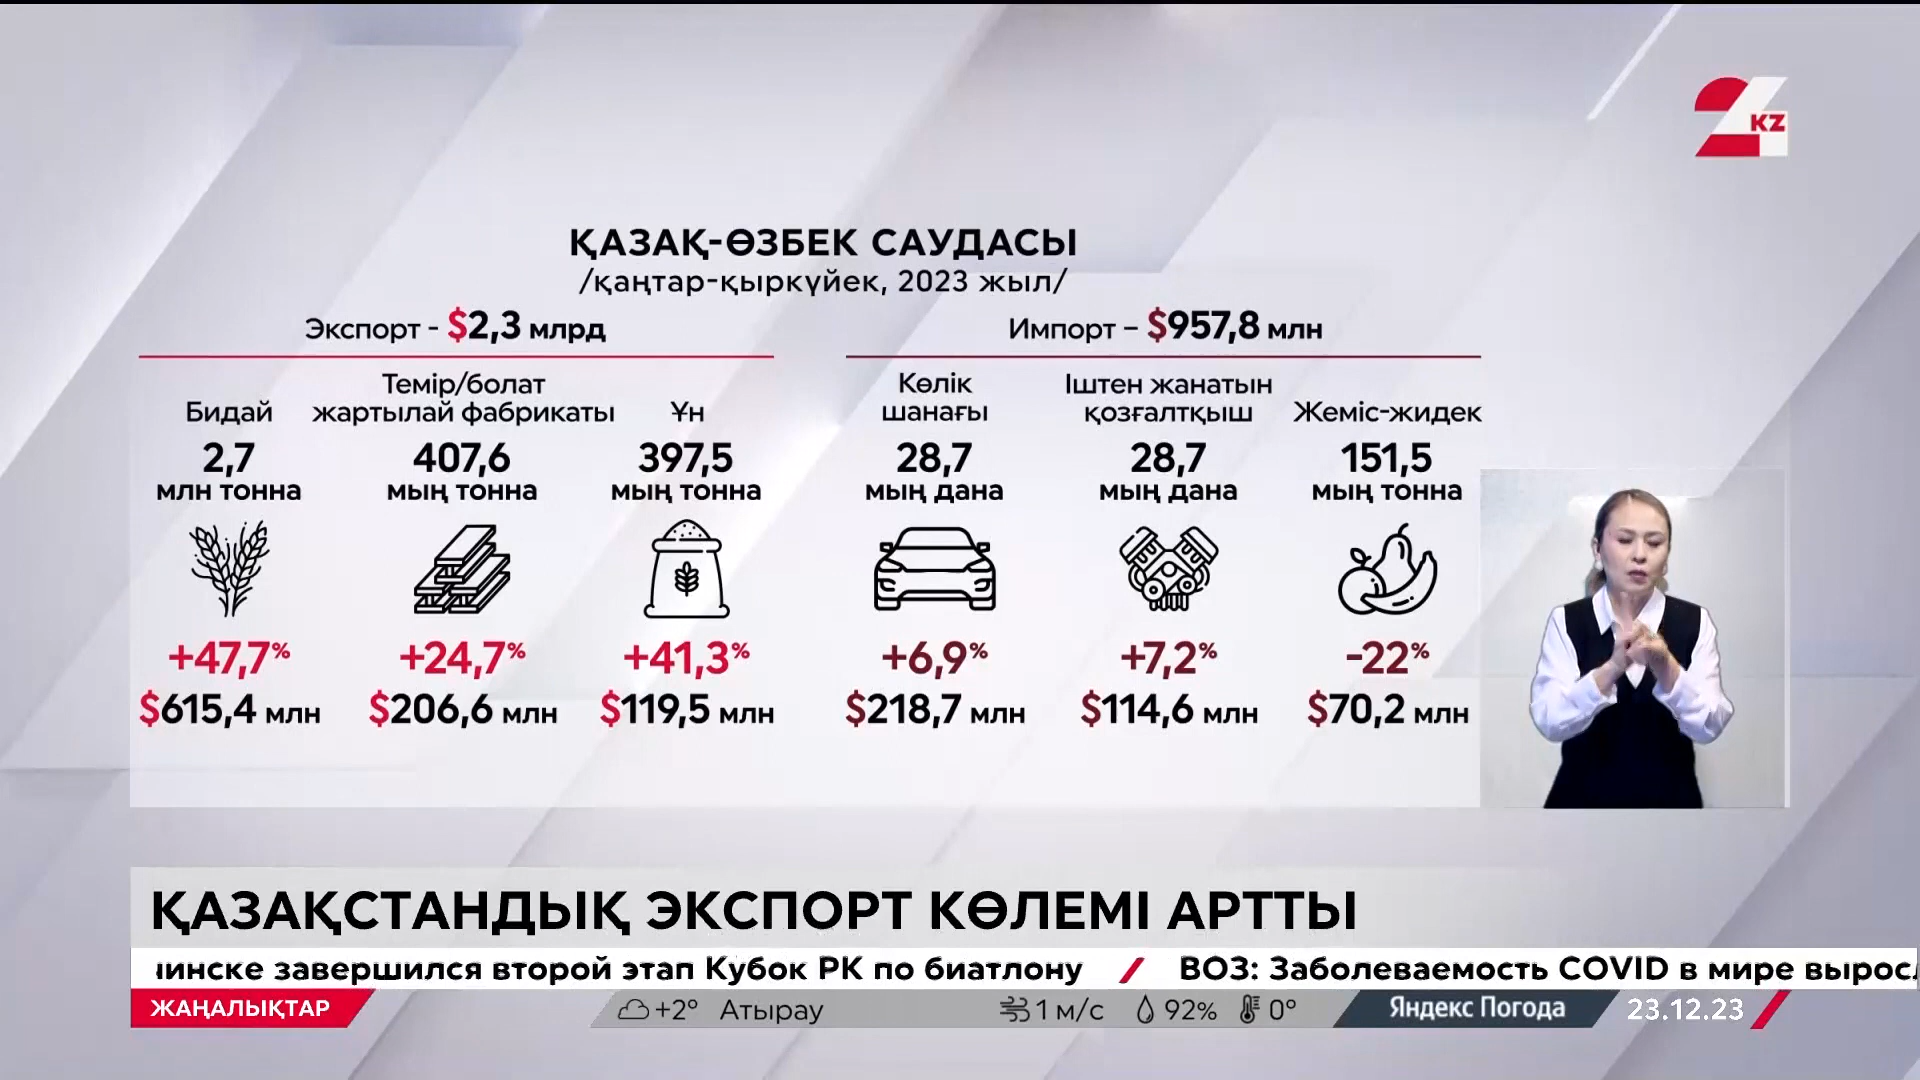 24 KZ
ҚАЗАҚ-ӨЗБЕК САУДАСЫ
/қаңтар-қыркүйек, 2023 жыл/
Экспорт - $2,3 млрд
Бидай
2,7
млн тонна
+47,7%
$615,4 млн
Темір/болат
жартылай фабрикаты
407,6
мың тонна
+24,7%
$206,6 млн
Ұн
397,5
мың тонна
+41,3%
$119,5 млн
Импорт – $957,8 млн
Көлік
шанағы
28,7
мың дана
+6,9%
$218,7 млн
Іштен жанатын
қозғалтқыш
28,7
мың дана
+7,2%
$114,6 млн
Жеміс-жидек
151,5
мың тонна
-22%
$70,2 млн
ҚАЗАҚСТАНДЫҚ ЭКСПОРТ КӨЛЕМІ АРТТЫ
инске завершился второй этап Кубок РК по биатлону / ВОЗ: Заболеваемость COVID в мире вырос
ЖАҢАЛЫҚТАР +2° Атырау 1 м/с 92% 0° Яндекс Погода 23.12.23